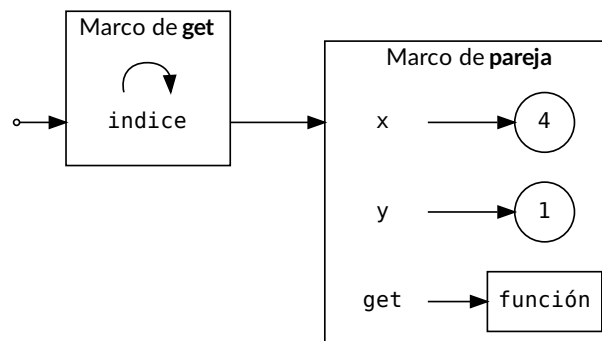 Marco de get
indice
Marco de pareja
x
4
y
1
get
función